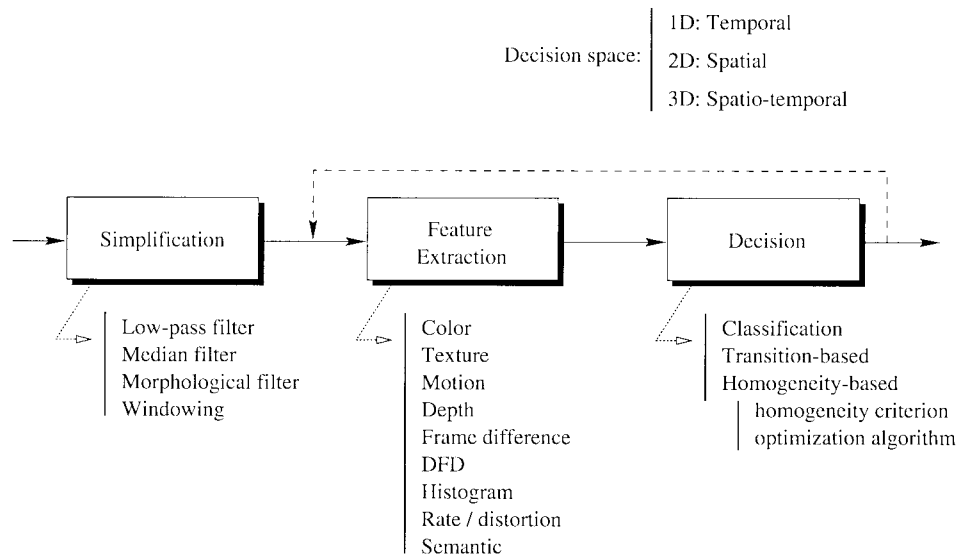 Decision space:
1D: Temporal
2D: Spatial
3D: Spatio-temporal
Simplification
Feature
Extraction
Decision
Low-pass filter
Median filter
Morphological filter
Windowing
Color
Texture
Motion
Depth
Frame difference
DFD
Histogram
Rate / distortion
Semantic
Classification
Transition-based
Homogeneity-based
homogeneity criterion
optimization algorithm